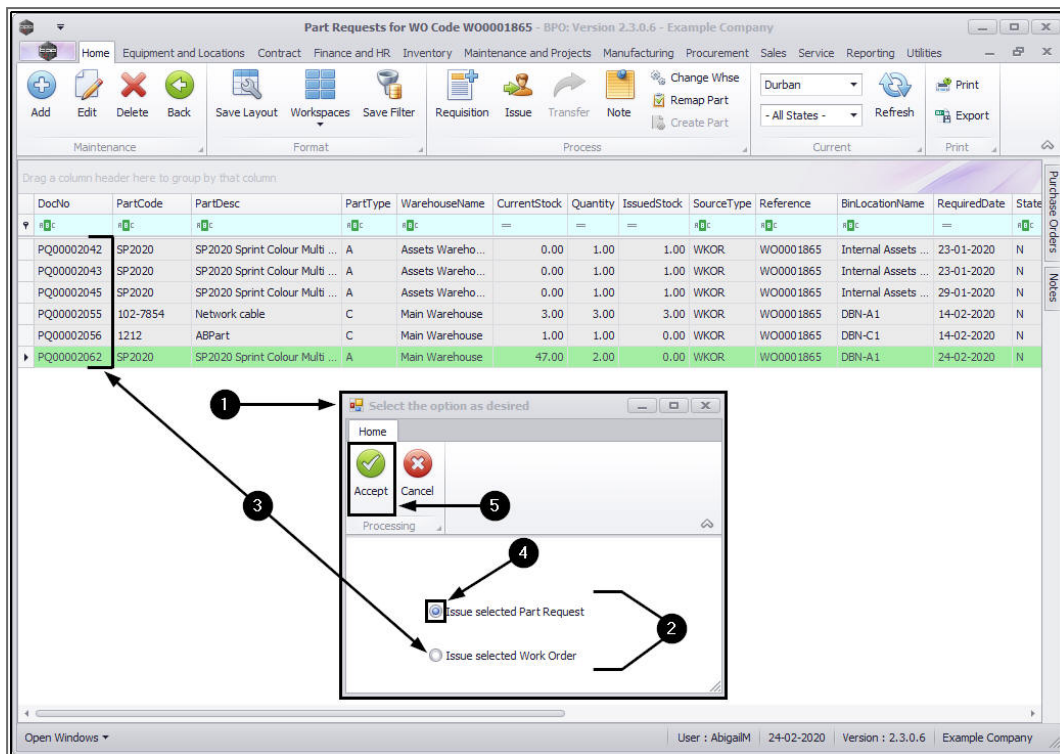 Part Requests for WO Code WO0001865 - BPO: Version 2.3.0.6 - Example Company
Home Equipment and Locations Contract Finance and HR Inventory Maintenance and Projects Manufacturing Procurement Sales Service Reporting Utilities
Add Edit Delete Back Save Layout Workspaces Save Filter Requisition Issue Transfer Note
Change Whse
Remap Part
Create Part
Durban
- All States -
Refresh
Print
Export
Maintenance Format Process Current Print
Drag a column header here to group by that column
DocNo PartCode PartDesc PartType WarehouseName CurrentStock Quantity IssuedStock SourceType Reference BinLocationName RequiredDate State
PQ00002042 SP2020 SP2020 Sprint Colour Multi ... A Assets Wareho... 0.00 1.00 1.00 WKOR WO0001865 Internal Assets ... 23-01-2020 N
PQ00002043 SP2020 SP2020 Sprint Colour Multi ... A Assets Wareho... 0.00 1.00 1.00 WKOR WO0001865 Internal Assets ... 23-01-2020 N
PQ00002045 SP2020 SP2020 Sprint Colour Multi ... A Assets Wareho... 0.00 1.00 1.00 WKOR WO0001865 Internal Assets ... 29-01-2020 N
PQ00002055 102-7854 Network cable C Main Warehouse 3.00 3.00 3.00 WKOR WO0001865 DBN-A1 14-02-2020 N
PQ00002056 1212 ABPart C Main Warehouse 1.00 1.00 0.00 WKOR WO0001865 DBN-C1 14-02-2020 N
PQ00002062 SP2020 SP2020 Sprint Colour Multi ... A Main Warehouse 47.00 2.00 0.00 WKOR WO0001865 DBN-A1 24-02-2020 N
Purchase Orders
Notes
1
Select the option as desired
Home
Accept Cancel
Processing
3
5
4
Issue selected Part Request
2
Issue selected Work Order
Open Windows User : AbigailM 24-02-2020 Version : 2.3.0.6 Example Company